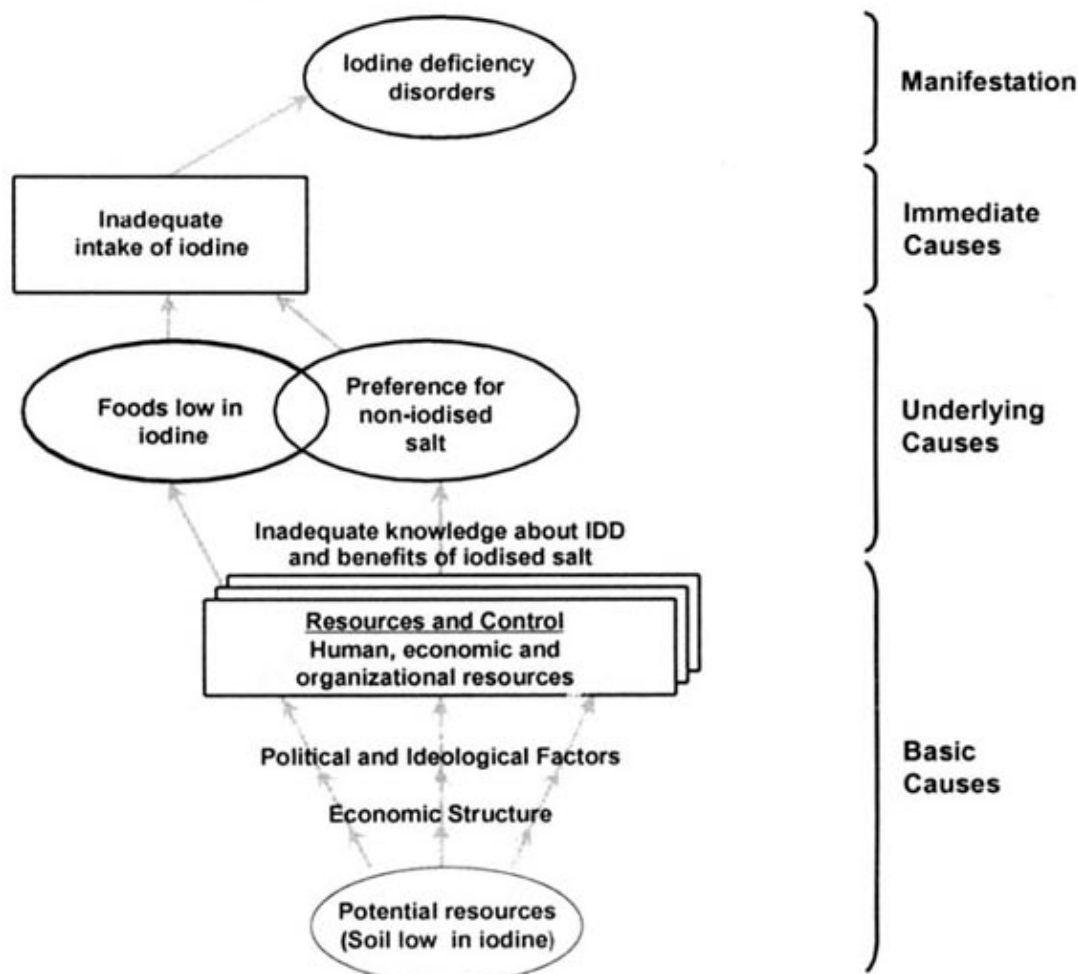 Iodine deficiency
disorders
Manifestation
Inadequate
intake of iodine
Immediate
Causes
Foods low in
iodine
Preference for
non-iodised
salt
Underlying
Causes
Inadequate knowledge about IDD
and benefits of iodised salt
Resources and Control
Human, economic and
organizational resources
Political and Ideological Factors
Economic Structure
Basic
Causes
Potential resources
(Soil low in iodine)